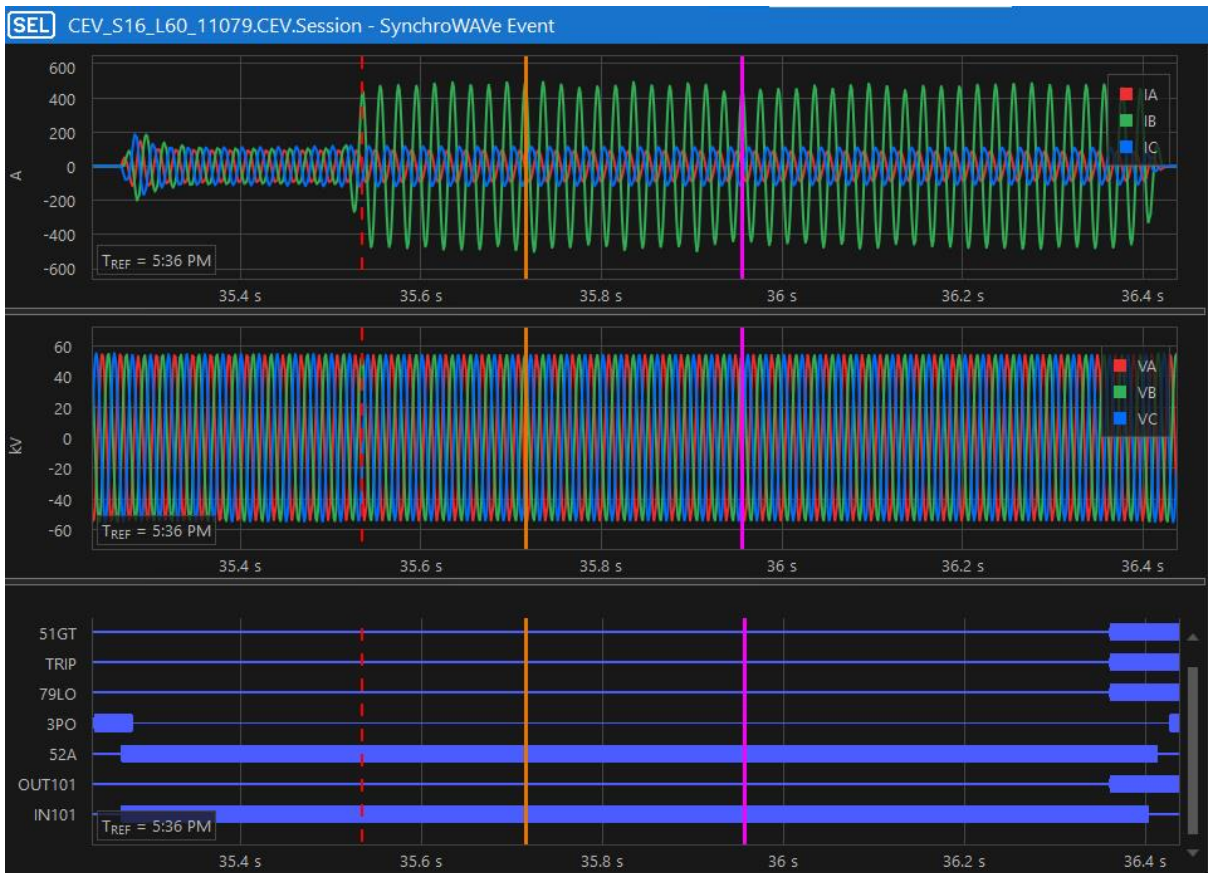 SEL CEV_S16_L60_11079.CEV.Session - SynchroWAVe Event
600
400
200
0
-200
-400
-600
A
IA
IB
IC
TREF = 5:36 PM
35.4 s 35.6 s 35.8 s 36 s 36.2 s 36.4 s
60
40
20
0
-20
-40
-60
kV
VA
VB
VC
TREF = 5:36 PM
35.4 s 35.6 s 35.8 s 36 s 36.2 s 36.4 s
51GT
TRIP
79LO
3PO
52A
OUT101
IN101
TREF = 5:36 PM
35.4 s 35.6 s 35.8 s 36 s 36.2 s 36.4 s